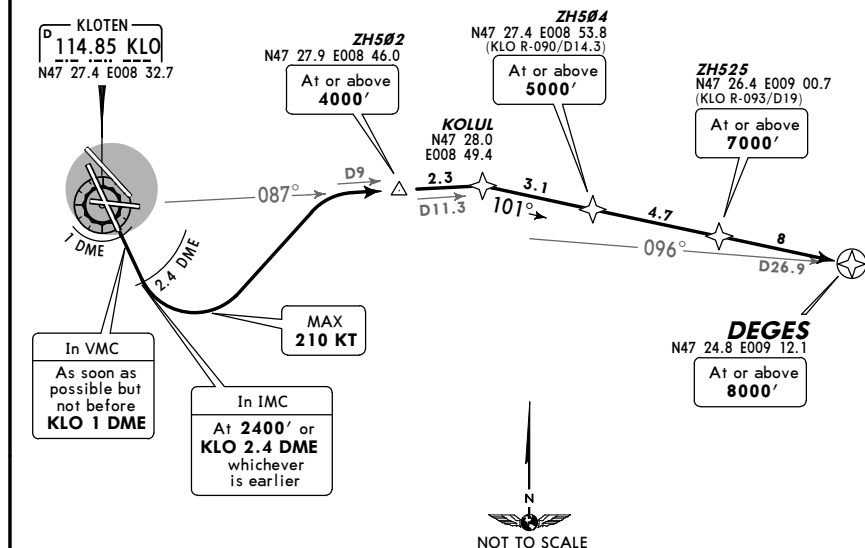 KLOTEN
D 114.85 KLO
N47 27.4 E008 32.7
ZH502
N47 27.9 E008 46.0
At or above
4000'
ZH504
N47 27.4 E008 53.8
(KLO R-090/D14.3)
At or above
5000'
ZH525
N47 26.4 E009 00.7
(KLO R-093/D19)
At or above
7000'
KOLUL
N47 28.0
E008 49.4
087°
D9
2.3
D11.3
101°
3.1
4.7
096°
8
D26.9
1 DME
2.4 DME
MAX
210 KT
DEGES
N47 24.8 E009 12.1
At or above
8000'
In VMC
As soon as
possible but
not before
KLO 1 DME
In IMC
At 2400' or
KLO 2.4 DME
whichever
is earlier
N
NOT TO SCALE